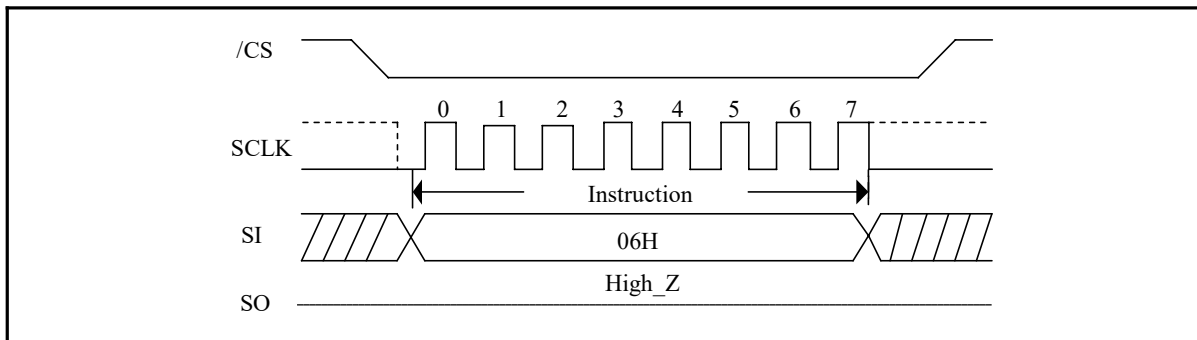 /CS
0 1 2 3 4 5 6 7
SCLK
Instruction
SI
06H
High_Z
SO